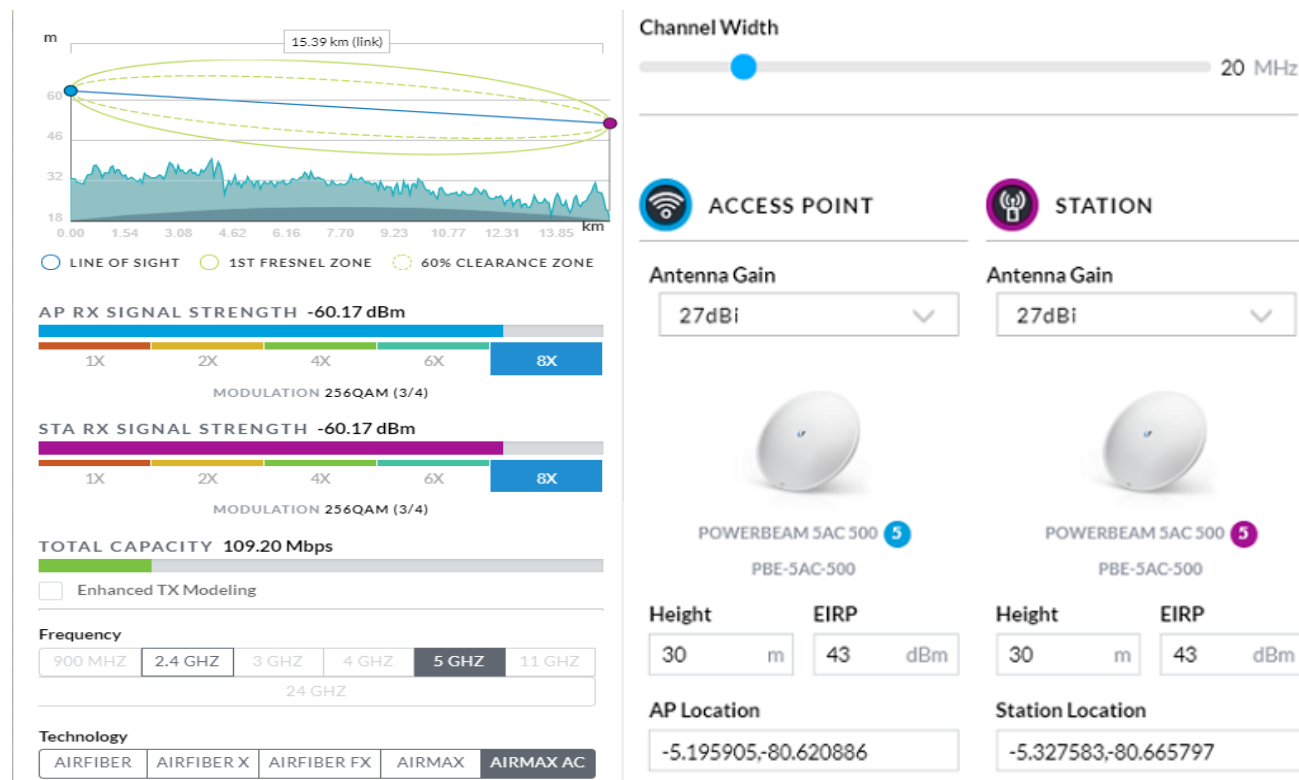 m
15.39 km (link)
60
46
32
18
0.00 1.54 3.08 4.62 6.16 7.70 9.23 10.77 12.31 13.85 km
LINE OF SIGHT 1ST FRESNEL ZONE 60% CLEARANCE ZONE
AP RX SIGNAL STRENGTH -60.17 dBm
1X 2X 4X 6X 8X
MODULATION 256QAM (3/4)
STA RX SIGNAL STRENGTH -60.17 dBm
1X 2X 4X 6X 8X
MODULATION 256QAM (3/4)
TOTAL CAPACITY 109.20 Mbps
Enhanced TX Modeling
Frequency
900 MHZ 2.4 GHZ 3 GHZ 4 GHZ 5 GHZ 11 GHZ
24 GHZ
Technology
AIRFIBER AIRFIBER X AIRFIBER FX AIRMAX AIRMAX AC
Channel Width
20 MHz
ACCESS POINT
Antenna Gain
27dBi
POWERBEAM 5AC 500 5
PBE-5AC-500
Height EIRP
30 m 43 dBm
AP Location
-5.195905,-80.620886
STATION
Antenna Gain
27dBi
POWERBEAM 5AC 500 5
PBE-5AC-500
Height EIRP
30 m 43 dBm
Station Location
-5.327583,-80.665797